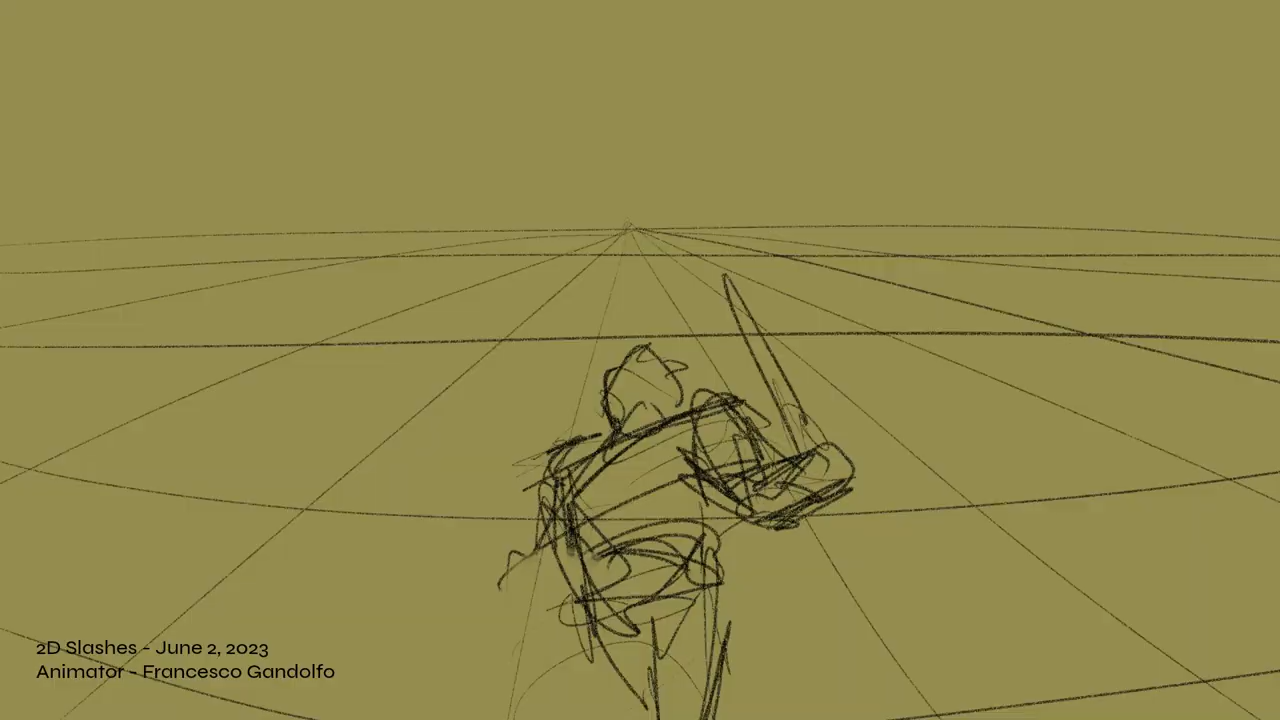 2D Slashes - June 2, 2023
Animator - Francesco Gandolfo